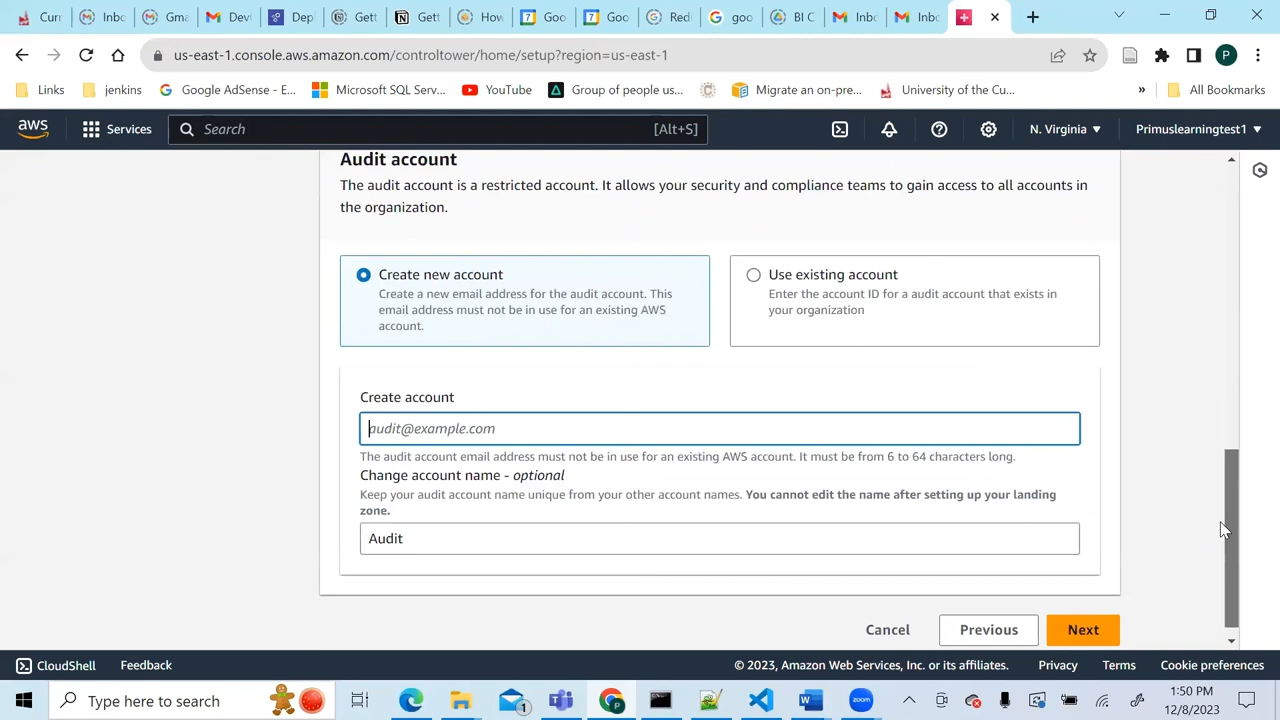 Curr
Inbo
Gma
Devi
Depl
Gett
Gett
How
Goo
Goo
Redi
goo
BI C
Inbo
Inbo
us-east-1.console.aws.amazon.com/controltower/home/setup?region=us-east-1
P
Links
jenkins
Google AdSense - E...
Microsoft SQL Serv...
YouTube
Group of people us...
Migrate an on-pre...
University of the Cu...
»
All Bookmarks
aws
Services
Search
[Alt+S]
N. Virginia
Primuslearningtest1
Audit account
The audit account is a restricted account. It allows your security and compliance teams to gain access to all accounts in
the organization.
Create new account
Create a new email address for the audit account. This
email address must not be in use for an existing AWS
account.
Use existing account
Enter the account ID for a audit account that exists in
your organization
Create account
audit@example.com
The audit account email address must not be in use for an existing AWS account. It must be from 6 to 64 characters long.
Change account name - optional
Keep your audit account name unique from your other account names. You cannot edit the name after setting up your landing
zone.
Audit
Cancel
Previous
Next
CloudShell
Feedback
© 2023, Amazon Web Services, Inc. or its affiliates.
Privacy
Terms
Cookie preferences
Type here to search
1
zoom
1:50 PM
12/8/2023